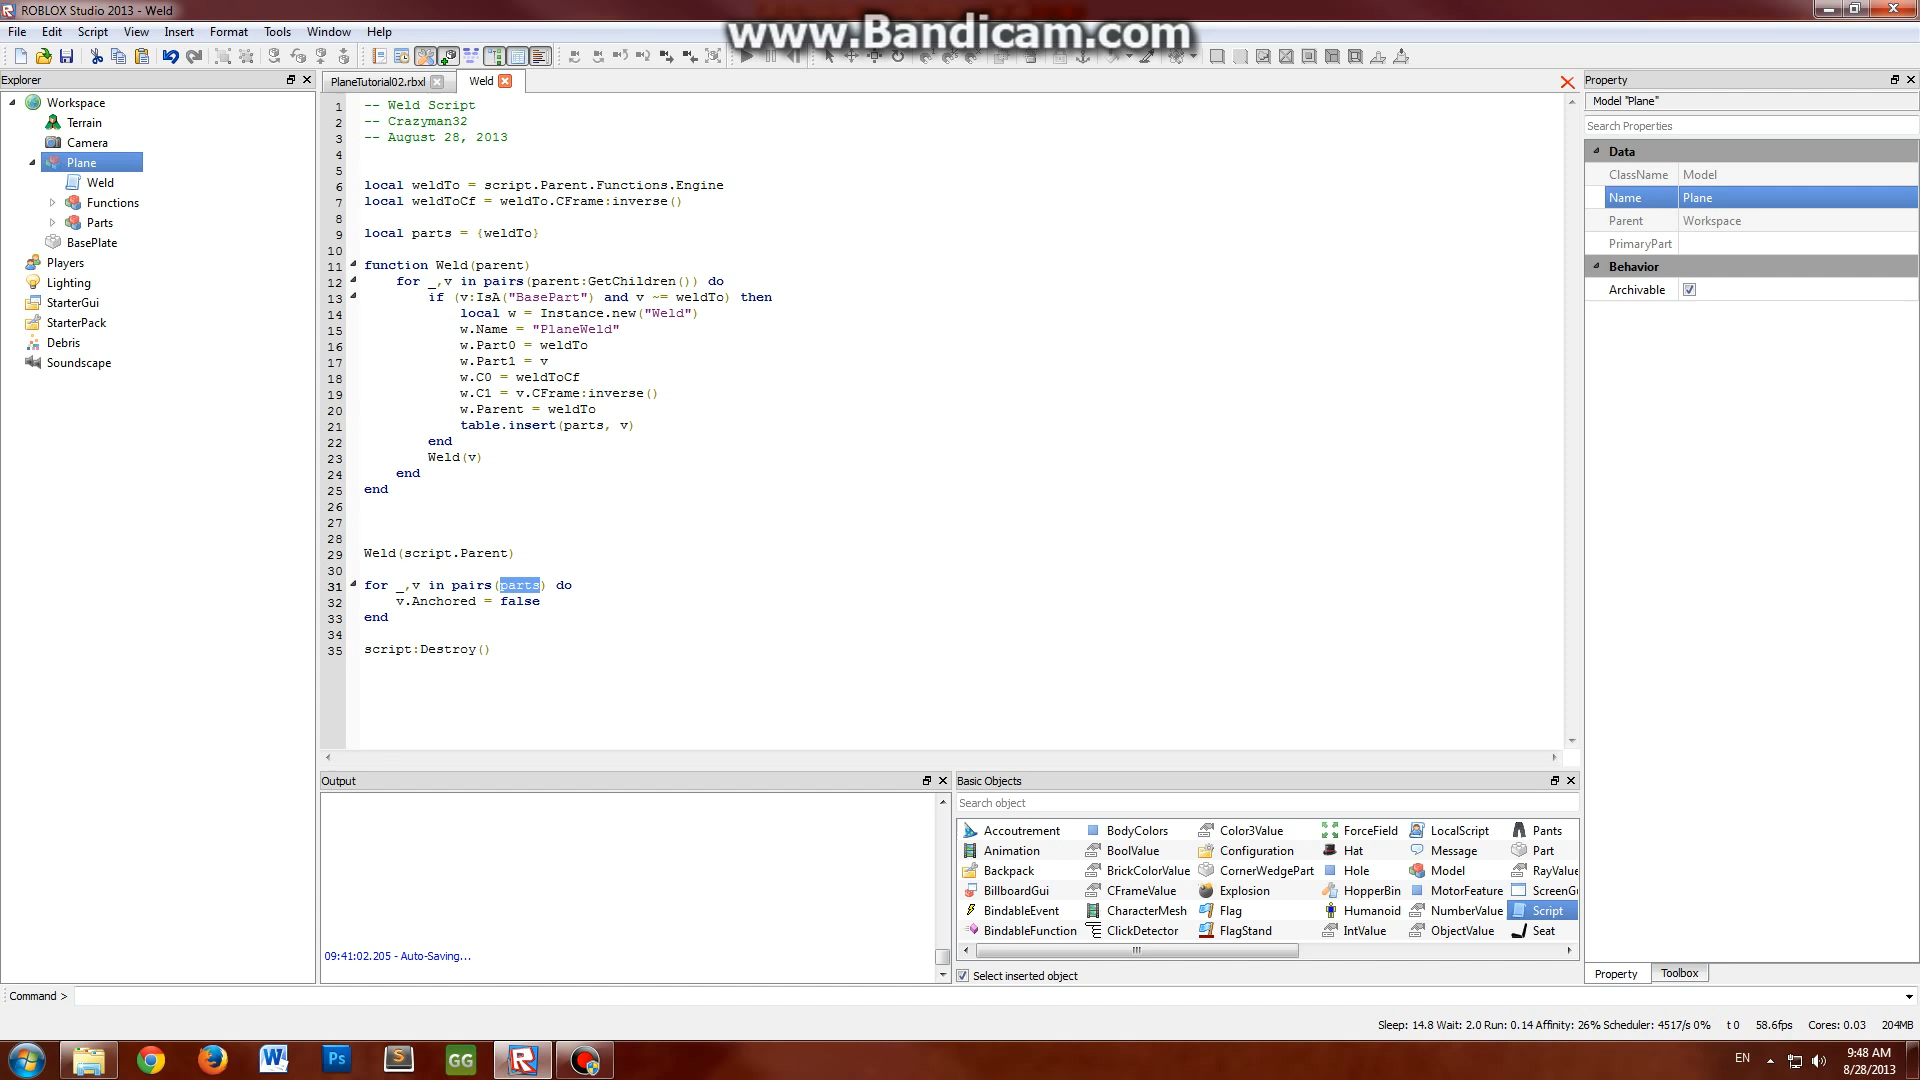 ROBLOX Studio 2013 - Weld
www.Bandicam.com
File Edit Script View Insert Format Tools Window Help
Explorer
PlaneTutorial02.rbxl
Weld
Property
Workspace
Terrain
Camera
Plane
Weld
Functions
Parts
BasePlate
Players
Lighting
StarterGui
StarterPack
Debris
Soundscape
1 -- Weld Script
2 -- Crazyman32
3 -- August 28, 2013
4
5
6 local weldTo = script.Parent.Functions.Engine
7 local weldToCf = weldTo.CFrame:inverse()
8
9 local parts = {weldTo}
10
11 function Weld(parent)
12 for _,v in pairs(parent:GetChildren()) do
13 if (v:IsA("BasePart") and v ~= weldTo) then
14 local w = Instance.new("Weld")
15 w.Name = "PlaneWeld"
16 w.Part0 = weldTo
17 w.Part1 = v
18 w.C0 = weldToCf
19 w.C1 = v.CFrame:inverse()
20 w.Parent = weldTo
21 table.insert(parts, v)
22 end
23 Weld(v)
24 end
25 end
26
27
28
29 Weld(script.Parent)
30
31 for _,v in pairs(parts) do
32 v.Anchored = false
33 end
34
35 script:Destroy()
Model "Plane"
Search Properties
Data
ClassName Model
Name Plane
Parent Workspace
PrimaryPart
Behavior
Archivable
Output
09:41:02.205 - Auto-Saving...
Basic Objects
Search object
Accoutrement BodyColors Color3Value ForceField LocalScript Pants
Animation BoolValue Configuration Hat Message Part
Backpack BrickColorValue CornerWedgePart Hole Model RayValue
BillboardGui CFrameValue Explosion HopperBin MotorFeature ScreenGu
BindableEvent CharacterMesh Flag Humanoid NumberValue Script
BindableFunction ClickDetector FlagStand IntValue ObjectValue Seat
Select inserted object
Property Toolbox
Command >
Sleep: 14.8 Wait: 2.0 Run: 0.14 Affinity: 26% Scheduler: 4517/s 0% t 0 58.6fps Cores: 0.03 204MB
W Ps S GG
EN
9:48 AM
8/28/2013